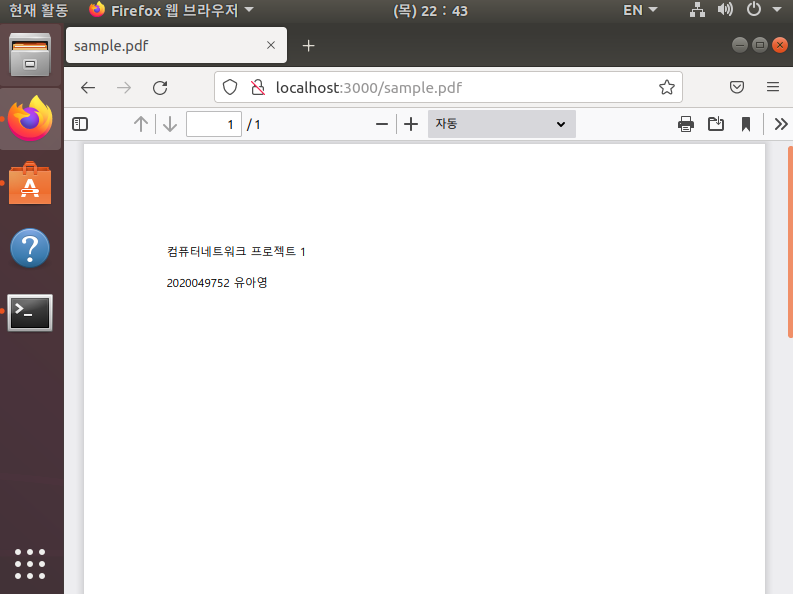 현재 활동 Firefox 웹 브라우저 (목) 22 : 43 EN
sample.pdf
localhost:3000/sample.pdf
1 / 1 자동
컴퓨터네트워크 프로젝트 1
2020049752 유아영